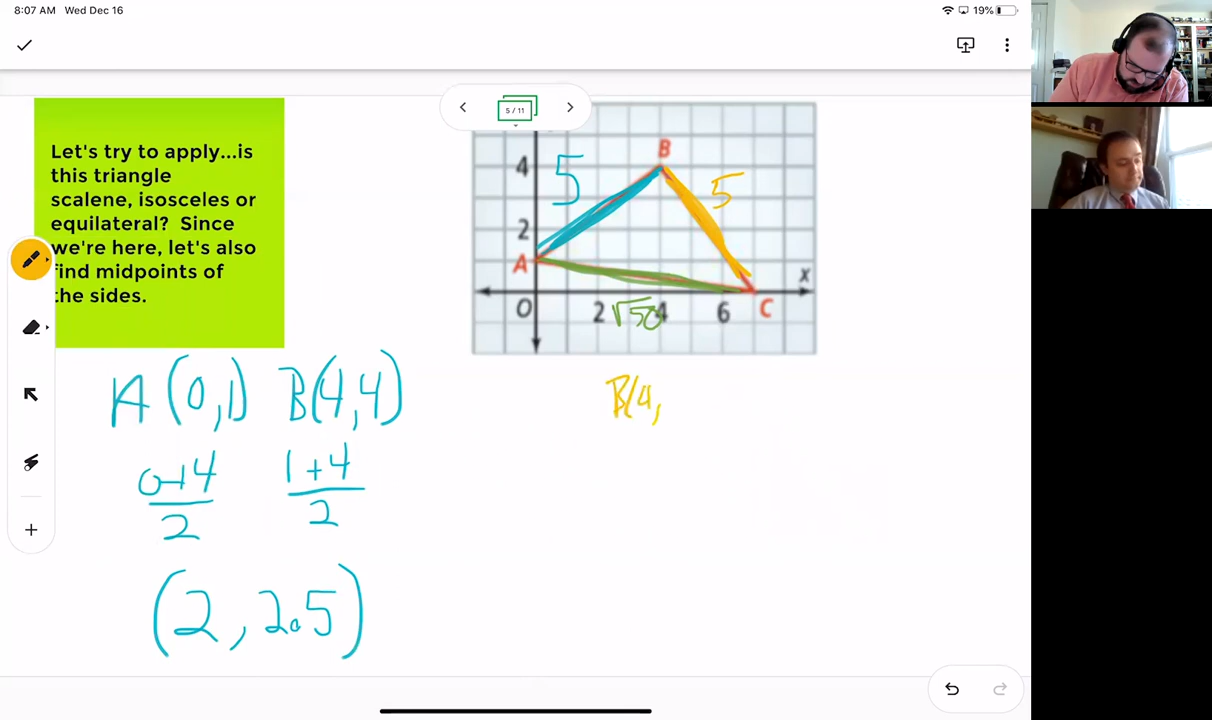 8:07 AM Wed Dec 16
19%
5 / 11
Let's try to apply...is
this triangle
scalene, isosceles or
equilateral? Since
we're here, let's also
find midpoints of
the sides.
4
2
O
2
4
6
x
A
B
C
5
5
√50
A (0,1) B(4,4)
B(4,
0+4
2
1+4
2
(2, 2.5)